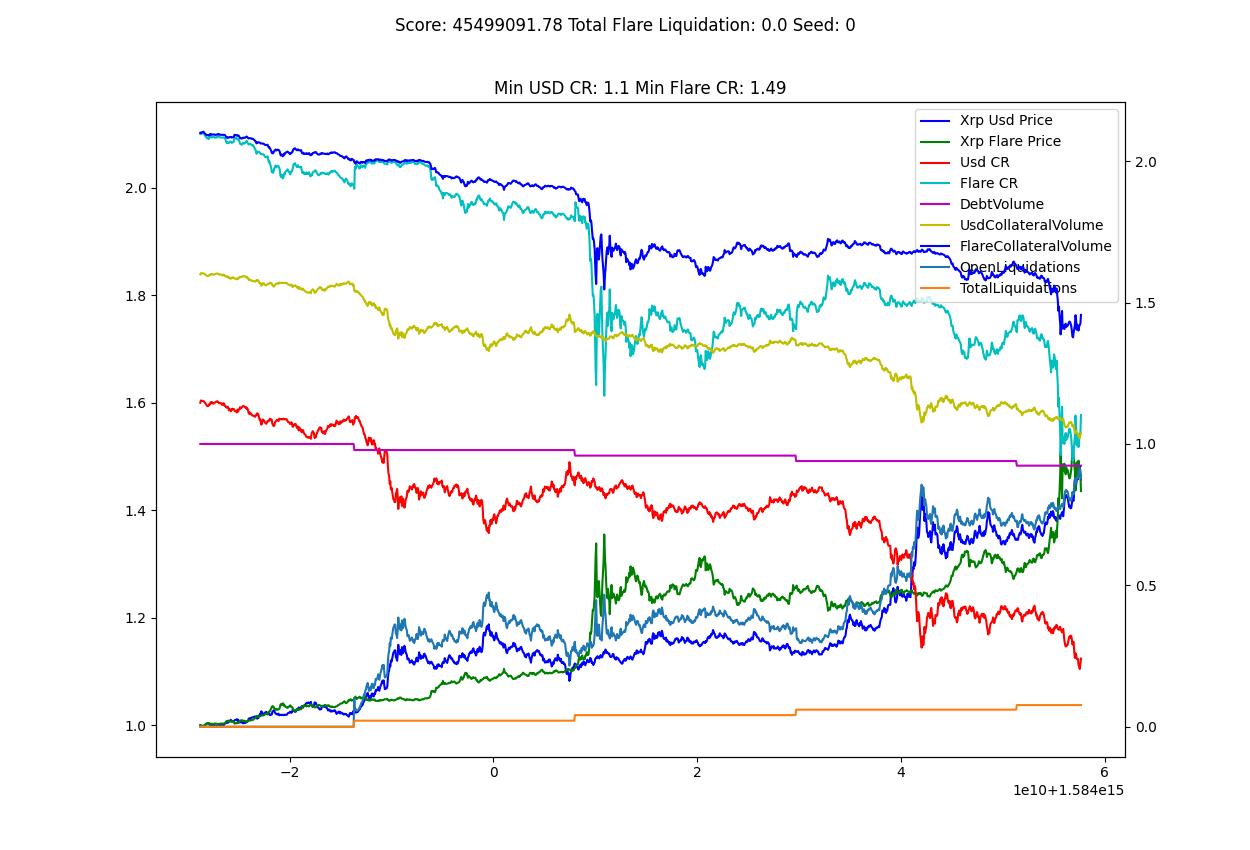 Score: 45499091.78 Total Flare Liquidation: 0.0 Seed: 0
Min USD CR: 1.1 Min Flare CR: 1.49
Xrp Usd Price
Xrp Flare Price
Usd CR
Flare CR
DebtVolume
UsdCollateralVolume
FlareCollateralVolume
OpenLiquidations
TotalLiquidations
2.0
1.8
1.6
1.4
1.2
1.0
2.0
1.5
1.0
0.5
0.0
−2
0
2
4
6
1e10+1.584e15